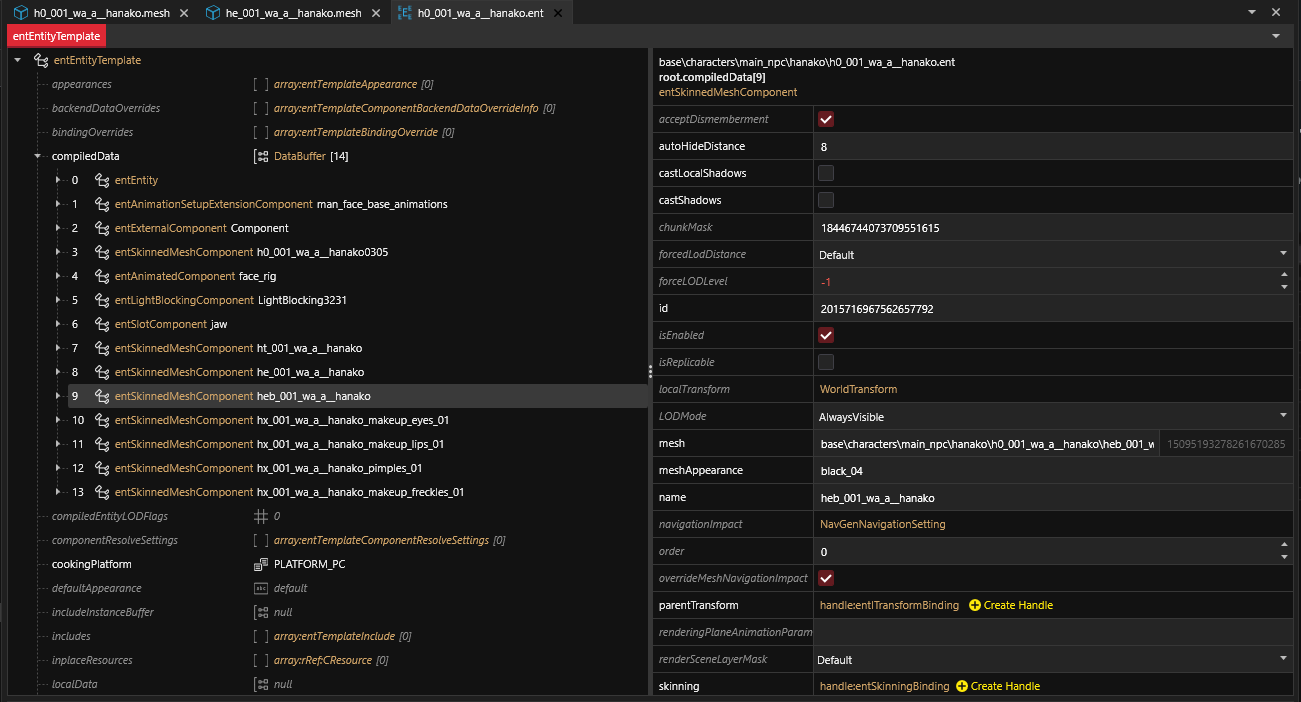 h0_001_wa_a__hanako.mesh he_001_wa_a__hanako.mesh h0_001_wa_a__hanako.ent
entEntityTemplate
entEntityTemplate
appearances [ ] array:entTemplateAppearance [0]
backendDataOverrides [ ] array:entTemplateComponentBackendDataOverrideInfo [0]
bindingOverrides [ ] array:entTemplateBindingOverride [0]
compiledData DataBuffer [14]
0 entEntity
1 entAnimationSetupExtensionComponent man_face_base_animations
2 entExternalComponent Component
3 entSkinnedMeshComponent h0_001_wa_a__hanako0305
4 entAnimatedComponent face_rig
5 entLightBlockingComponent LightBlocking3231
6 entSlotComponent jaw
7 entSkinnedMeshComponent ht_001_wa_a__hanako
8 entSkinnedMeshComponent he_001_wa_a__hanako
9 entSkinnedMeshComponent heb_001_wa_a__hanako
10 entSkinnedMeshComponent hx_001_wa_a__hanako_makeup_eyes_01
11 entSkinnedMeshComponent hx_001_wa_a__hanako_makeup_lips_01
12 entSkinnedMeshComponent hx_001_wa_a__hanako_pimples_01
13 entSkinnedMeshComponent hx_001_wa_a__hanako_makeup_freckles_01
compiledEntityLODFlags 0
componentResolveSettings [ ] array:entTemplateComponentResolveSettings [0]
cookingPlatform PLATFORM_PC
defaultAppearance abc default
includeInstanceBuffer null
includes [ ] array:entTemplateInclude [0]
inplaceResources [ ] array:rRef:CResource [0]
localData null
base\characters\main_npc\hanako\h0_001_wa_a__hanako.ent
root.compiledData[9]
entSkinnedMeshComponent
acceptDismemberment
autoHideDistance 8
castLocalShadows
castShadows
chunkMask 18446744073709551615
forcedLodDistance Default
forceLODLevel -1
id 2015716967562657792
isEnabled
isReplicable
localTransform WorldTransform
LODMode AlwaysVisible
mesh base\characters\main_npc\hanako\h0_001_wa_a__hanako\heb_001_w 15095193278261670285
meshAppearance black_04
name heb_001_wa_a__hanako
navigationImpact NavGenNavigationSetting
order 0
overrideMeshNavigationImpact
parentTransform handle:entITransformBinding Create Handle
renderingPlaneAnimationParam
renderSceneLayerMask Default
skinning handle:entSkinningBinding Create Handle